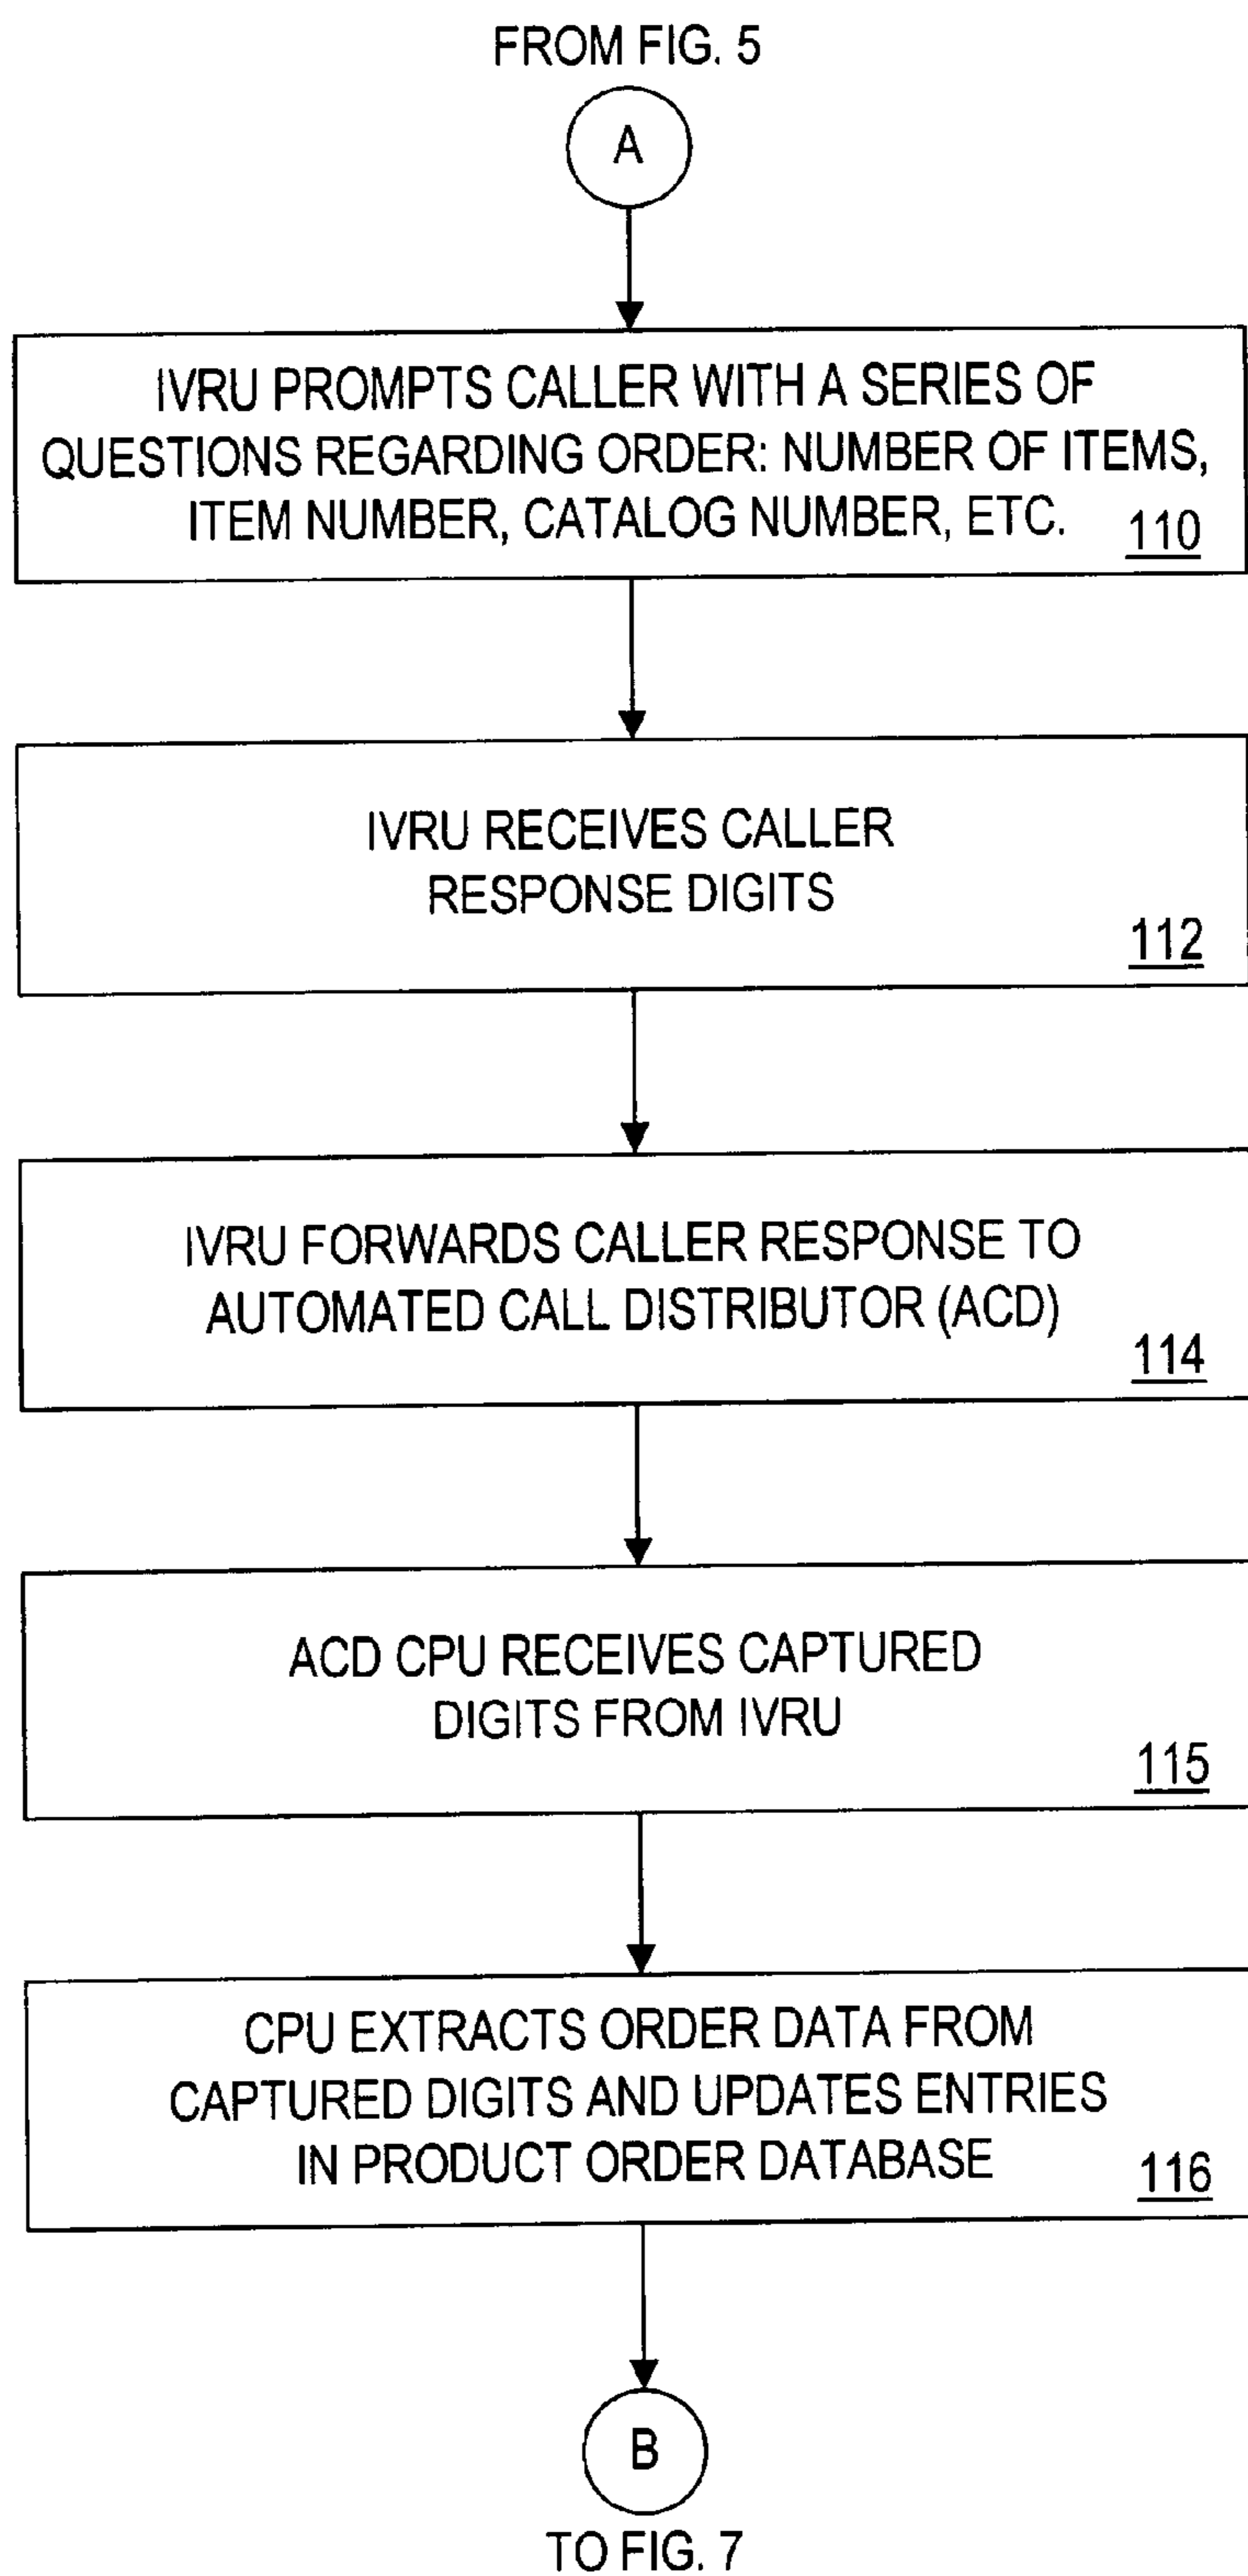 FROM FIG. 5
A
IVRU PROMPTS CALLER WITH A SERIES OF
QUESTIONS REGARDING ORDER: NUMBER OF ITEMS,
ITEM NUMBER, CATALOG NUMBER, ETC.
110
IVRU RECEIVES CALLER
RESPONSE DIGITS
112
IVRU FORWARDS CALLER RESPONSE TO
AUTOMATED CALL DISTRIBUTOR (ACD)
114
ACD CPU RECEIVES CAPTURED
DIGITS FROM IVRU
115
CPU EXTRACTS ORDER DATA FROM
CAPTURED DIGITS AND UPDATES ENTRIES
IN PRODUCT ORDER DATABASE
116
B
TO FIG. 7